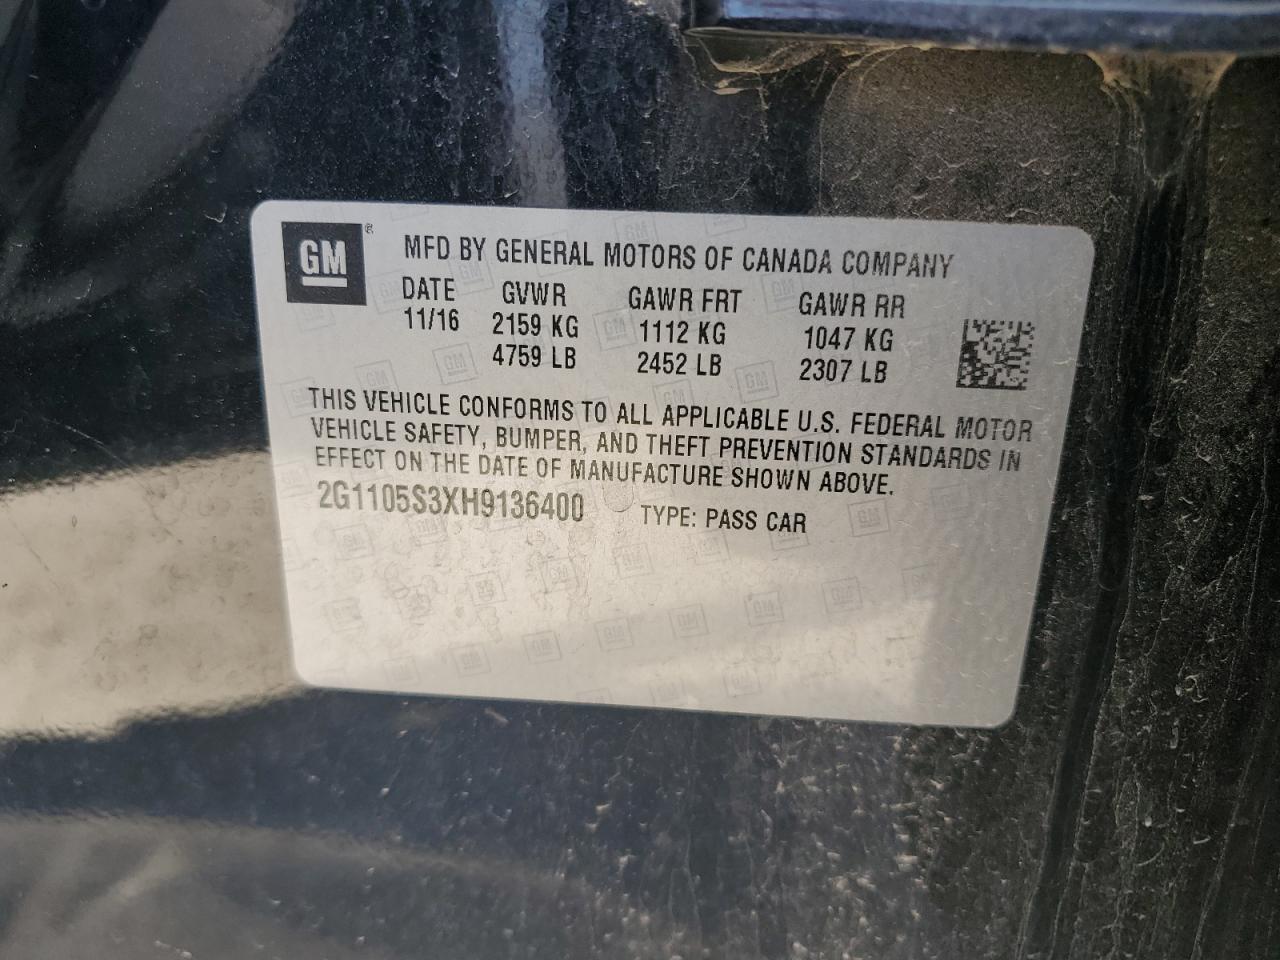 GM ®
MFD BY GENERAL MOTORS OF CANADA COMPANY
DATE GVWR GAWR FRT GAWR RR
11/16 2159 KG 1112 KG 1047 KG
4759 LB 2452 LB 2307 LB
THIS VEHICLE CONFORMS TO ALL APPLICABLE U.S. FEDERAL MOTOR
VEHICLE SAFETY, BUMPER, AND THEFT PREVENTION STANDARDS IN
EFFECT ON THE DATE OF MANUFACTURE SHOWN ABOVE.
2G1105S3XH9136400 TYPE: PASS CAR